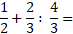 1/2 + 2/3 : 4/3 =